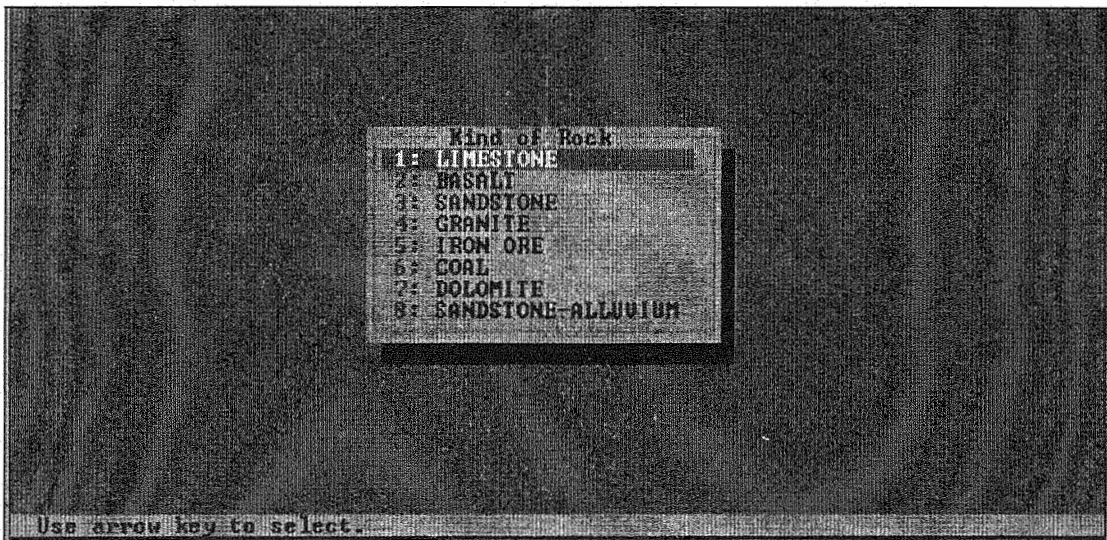 Kind of Rock
1: LIMESTONE
2: BASALT
3: SANDSTONE
4: GRANITE
5: IRON ORE
6: COAL
7: DOLOMITE
8: SANDSTONE-ALLUVIUM
Use arrow key to select.